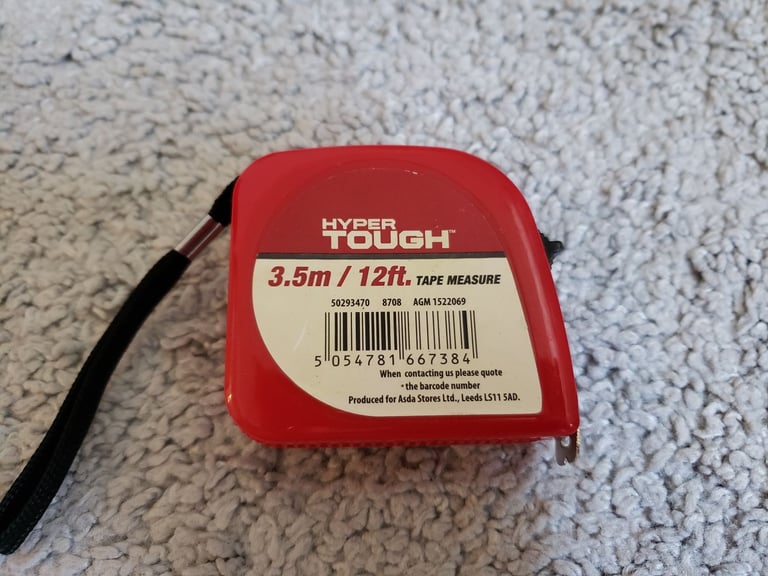 HYPER
TOUGH™
3.5m / 12ft. TAPE MEASURE
50293470 8708 AGM 1522069
5 054781 667384
When contacting us please quote
* the barcode number
Produced for Asda Stores Ltd., Leeds LS11 5AD.